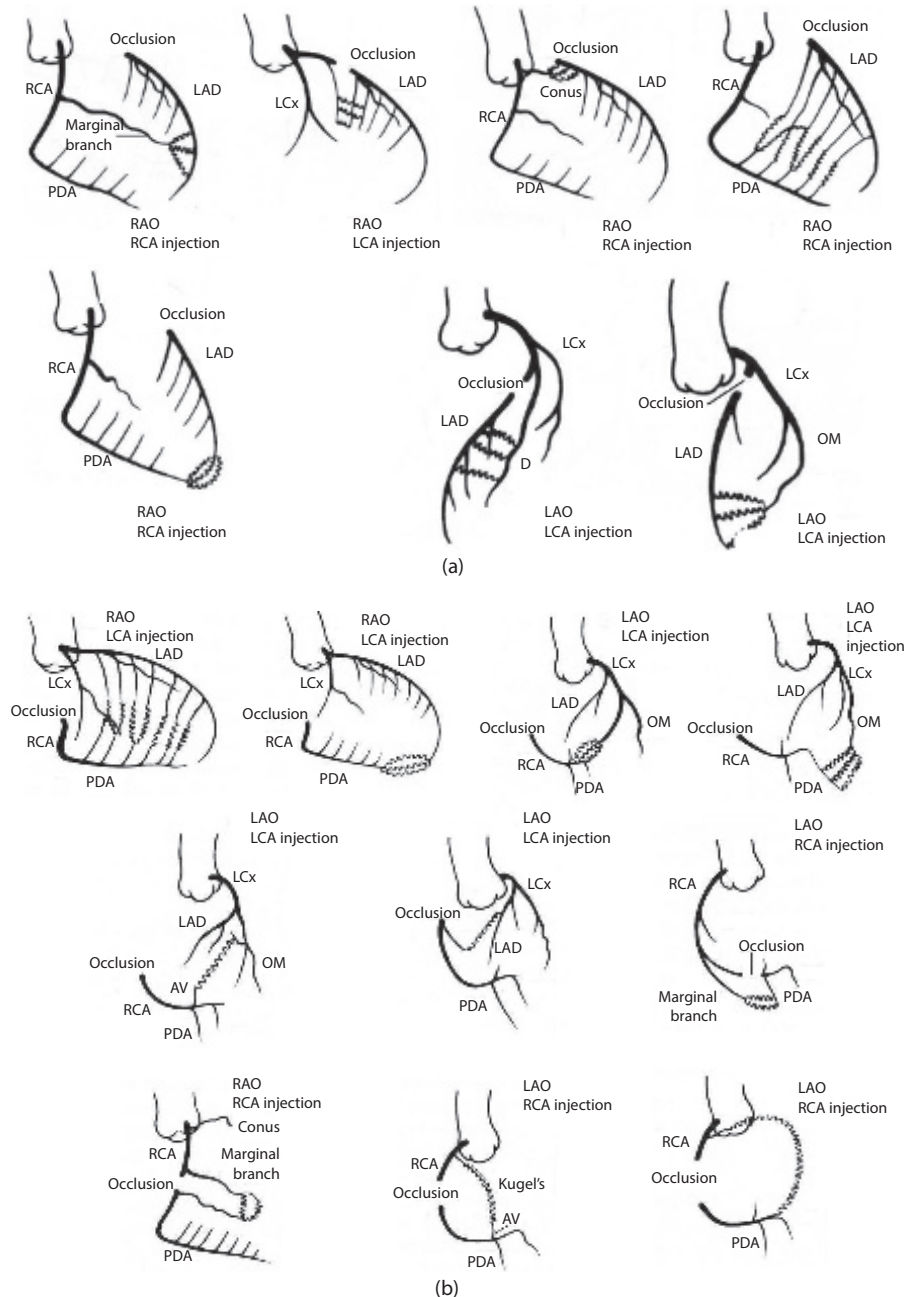 Occlusion
LAD
RCA
Marginal
branch
PDA
RAO
RCA injection
Occlusion
LAD
LCx
RAO
LCA injection
Occlusion
LAD
Conus
RCA
PDA
RAO
RCA injection
Occlusion
LAD
RCA
PDA
RAO
RCA injection
Occlusion
LAD
RCA
PDA
RAO
RCA injection
LCx
Occlusion
LAD
D
LAO
LCA injection
LCx
Occlusion
OM
LAD
LAO
LCA injection
(a)
RAO
LCA injection
LAD
LCx
Occlusion
RCA
PDA
RAO
LCA injection
LAD
LCx
Occlusion
RCA
PDA
LAO
LCA injection
LCx
LAD
OM
Occlusion
RCA
PDA
LAO
LCA
injection
LCx
LAD
OM
Occlusion
RCA
PDA
LAO
LCA injection
LCx
LAD
OM
Occlusion
AV
RCA
PDA
LAO
LCA injection
LCx
Occlusion
LAD
PDA
LAO
RCA injection
RCA
Occlusion
Marginal
branch
PDA
RAO
RCA injection
Conus
RCA
Marginal
branch
Occlusion
PDA
LAO
RCA injection
RCA
Kugel's
Occlusion
AV
PDA
LAO
RCA injection
RCA
Occlusion
PDA
(b)